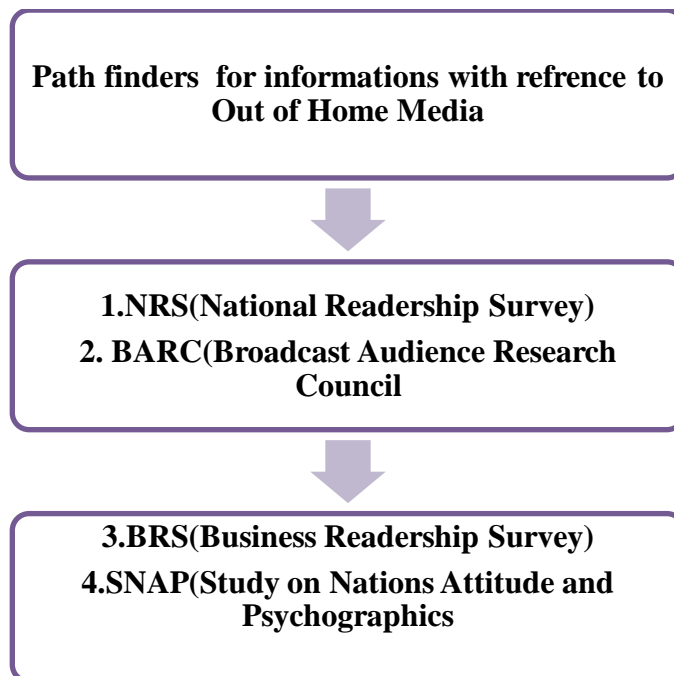 Path finders for informations with refrence to
Out of Home Media
1.NRS(National Readership Survey)
2. BARC(Broadcast Audience Research
Council
3.BRS(Business Readership Survey)
4.SNAP(Study on Nations Attitude and
Psychographics